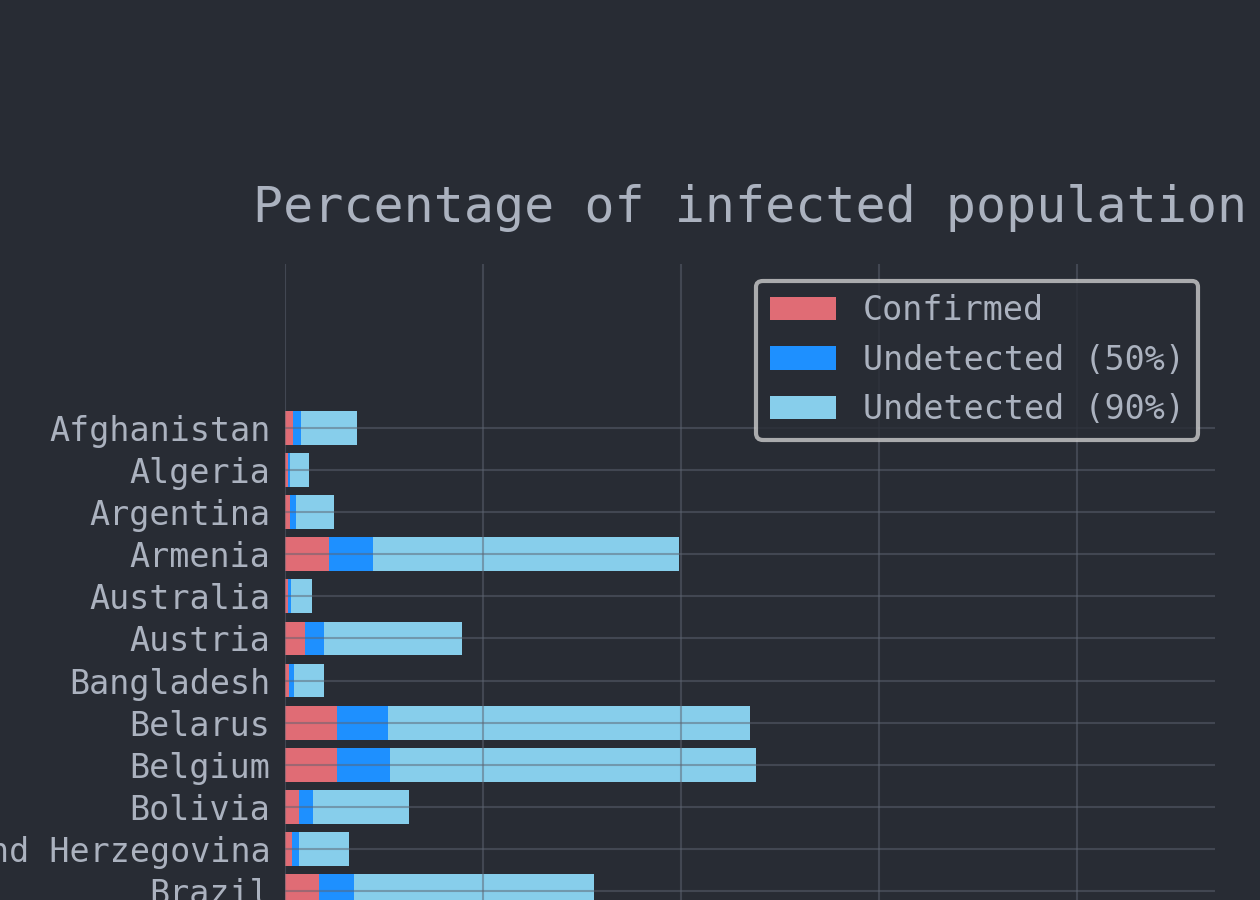 Percentage of infected population
Confirmed
Undetected (50%)
Undetected (90%)
Afghanistan
Algeria
Argentina
Armenia
Australia
Austria
Bangladesh
Belarus
Belgium
Bolivia
nd Herzegovina
Brazil